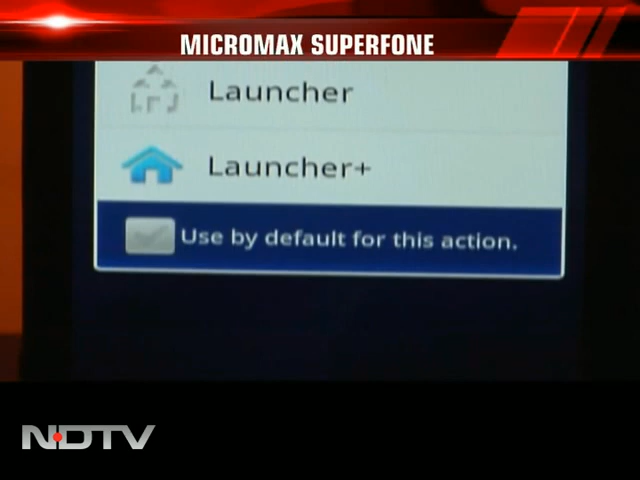 MICROMAX SUPERFONE
Launcher
Launcher+
Use by default for this action.
NDTV